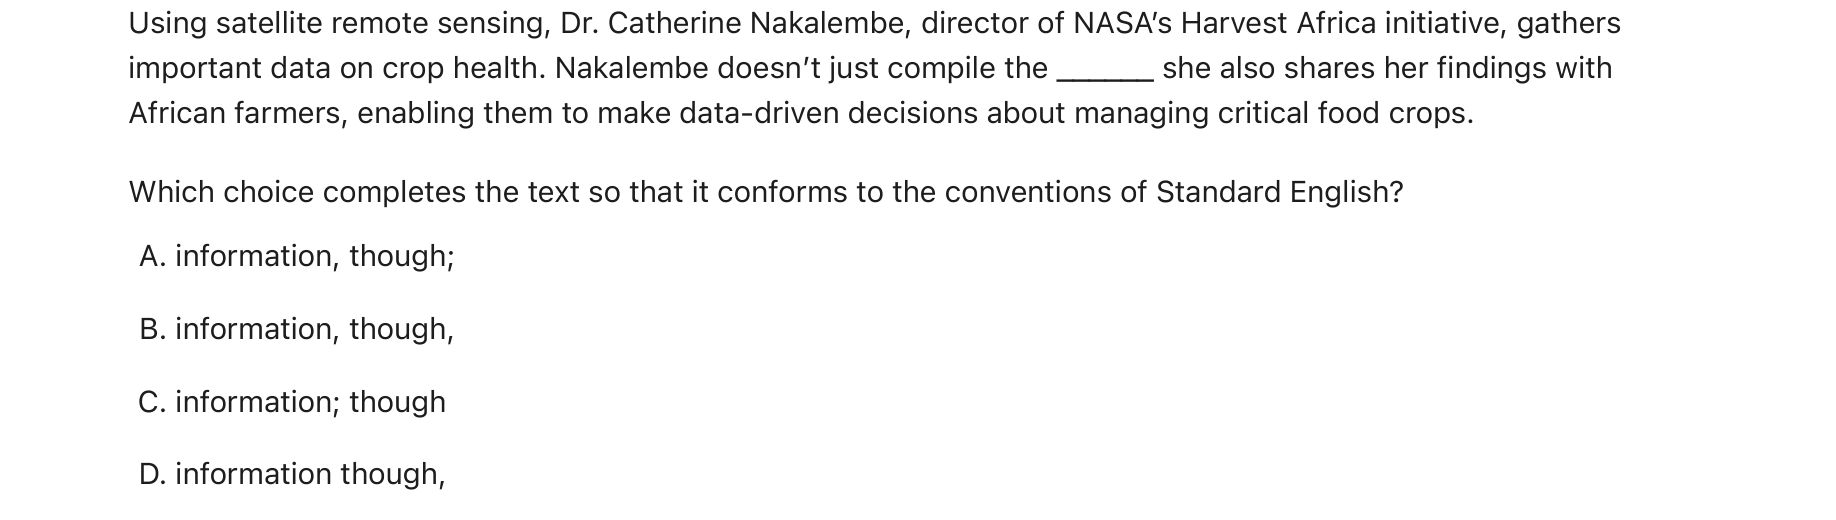 Using satellite remote sensing, Dr. Catherine Nakalembe, director of NASA’s Harvest Africa initiative, gathers
important data on crop health. Nakalembe doesn’t just compile the ______ she also shares her findings with
African farmers, enabling them to make data-driven decisions about managing critical food crops.
Which choice completes the text so that it conforms to the conventions of Standard English?
A. information, though;
B. information, though,
C. information; though
D. information though,